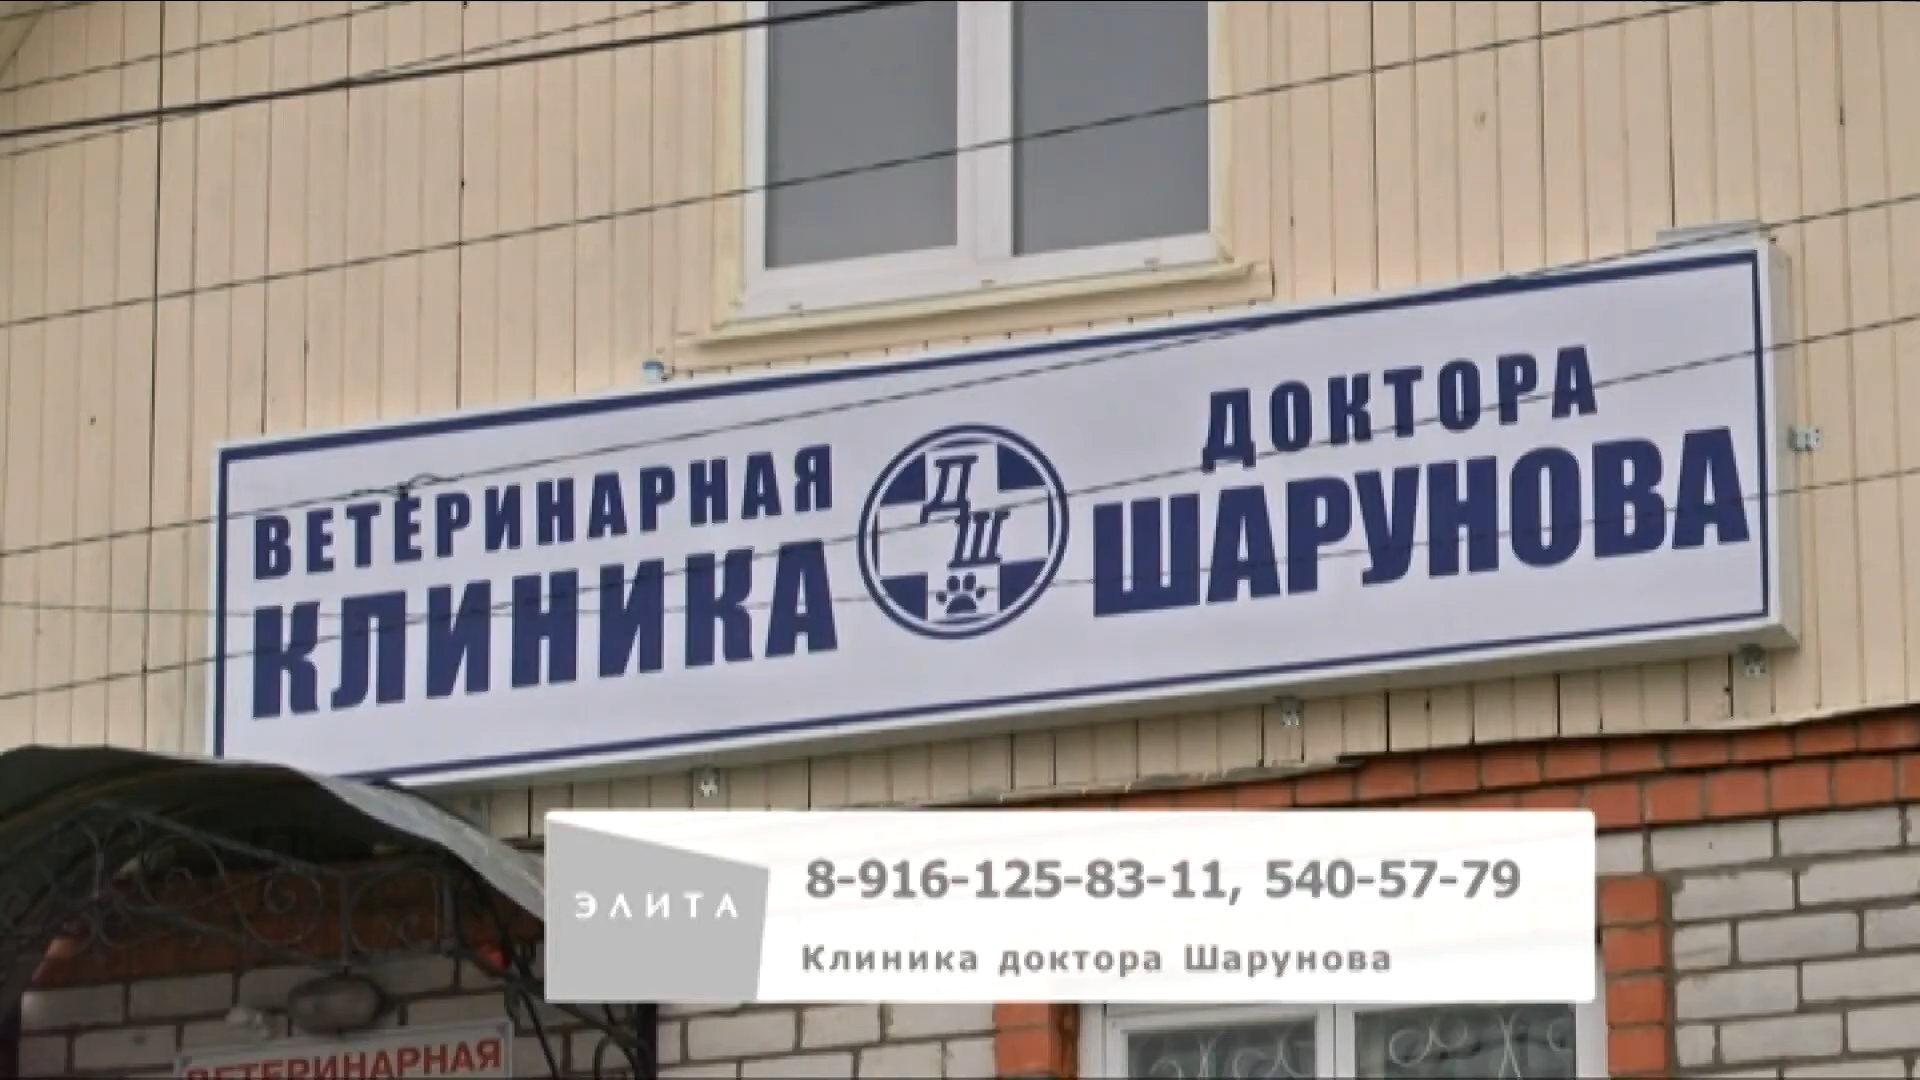 ВЕТЕРИНАРНАЯ
КЛИНИКА
ДШ
ДОКТОРА
ШАРУНОВА
ЭЛИТА
8-916-125-83-11, 540-57-79
Клиника доктора Шарунова
ВЕТЕРИНАРНАЯ